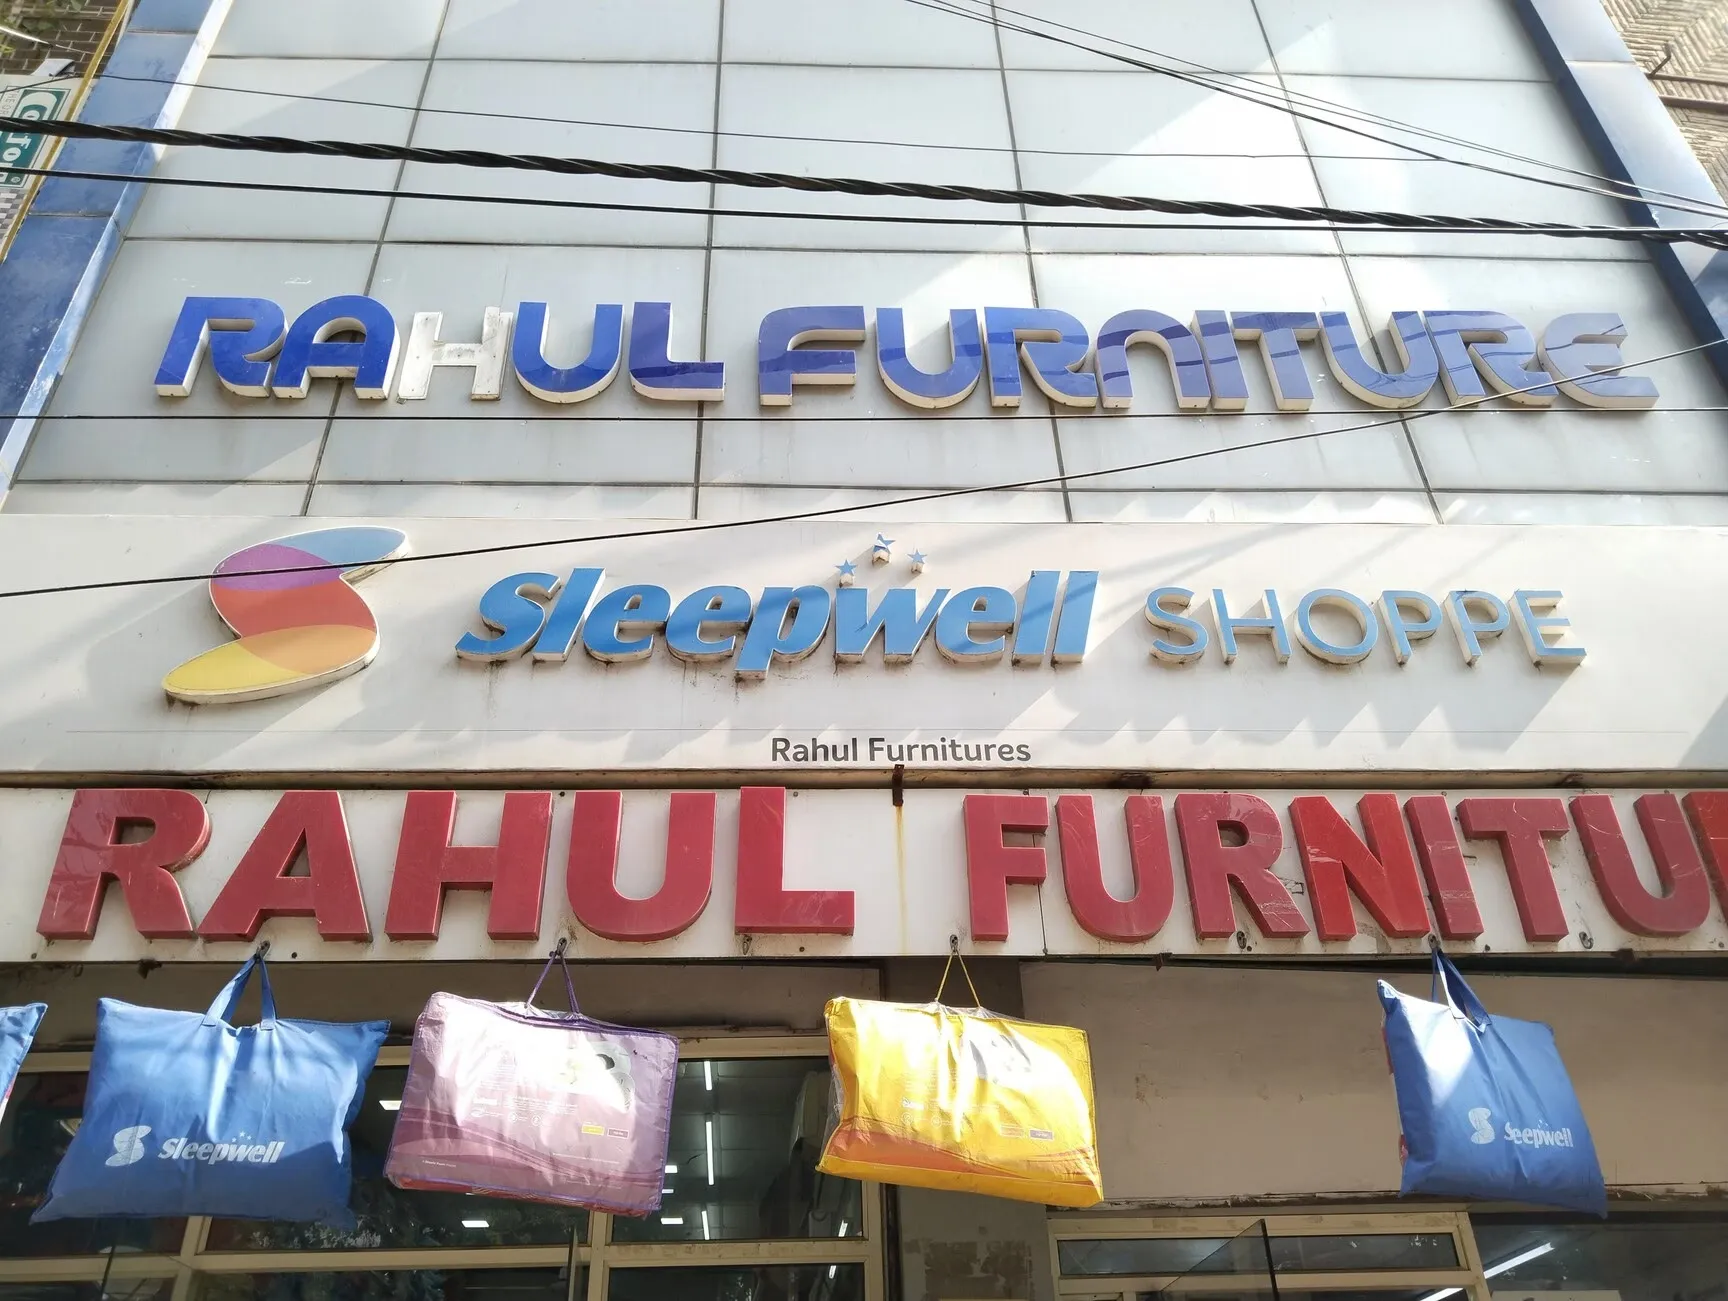 RAHUL FURNITURE
Sleepwell SHOPPE
Rahul Furnitures
RAHUL FURNITU
Sleepwell
Sleepwell